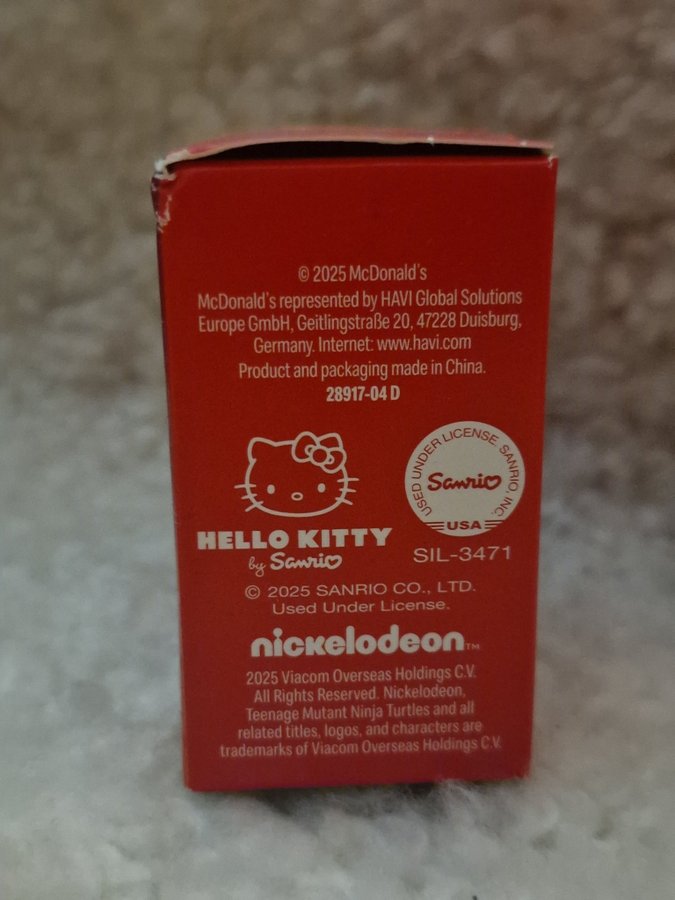 © 2025 McDonald's
McDonald's represented by HAVI Global Solutions
Europe GmbH, Geitlingstraße 20, 47228 Duisburg,
Germany. Internet: www.havi.com
Product and packaging made in China.
28917-04 D
HELLO KITTY
by Sanrio
USED UNDER LICENSE. SANRIO, INC.
Sanrio
USA
SIL-3471
© 2025 SANRIO CO., LTD.
Used Under License.
nickelodeon™
2025 Viacom Overseas Holdings C.V.
All Rights Reserved. Nickelodeon,
Teenage Mutant Ninja Turtles and all
related titles, logos, and characters are
trademarks of Viacom Overseas Holdings C.V.